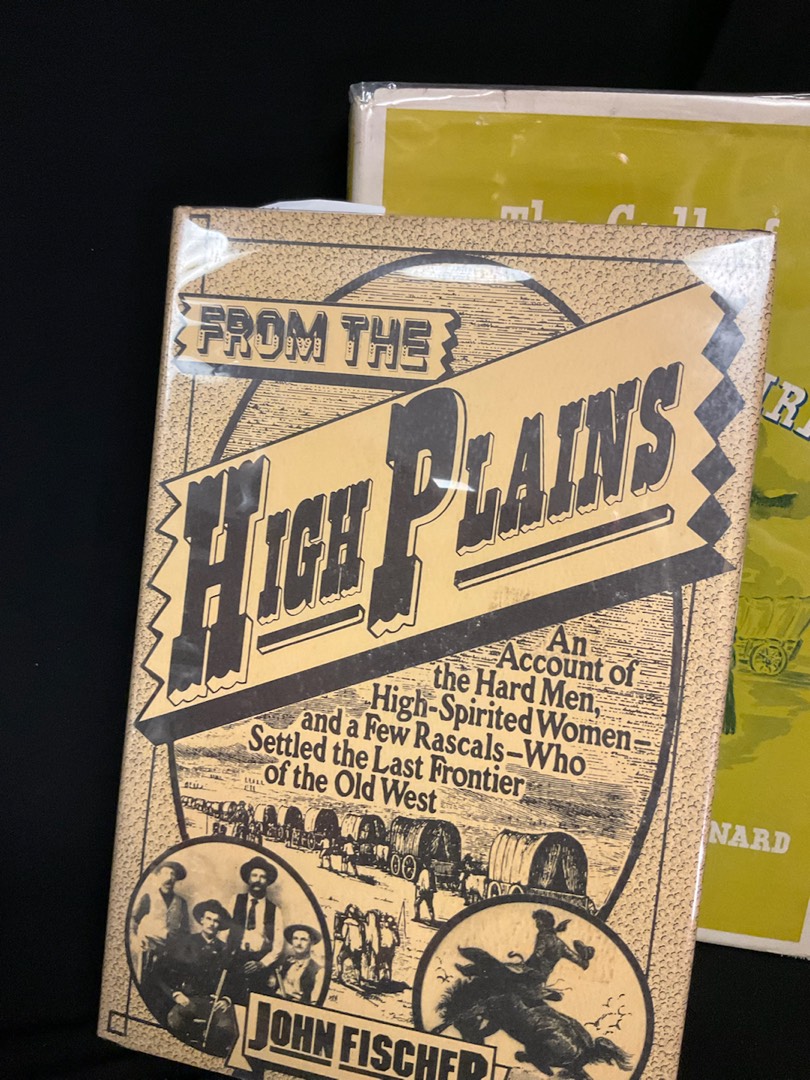 FROM THE
HIGH PLAINS
An
Account of
the Hard Men,
High-Spirited Women-
and a Few Rascals-Who
Settled the Last Frontier
of the Old West
JOHN FISCHER
The
NARD